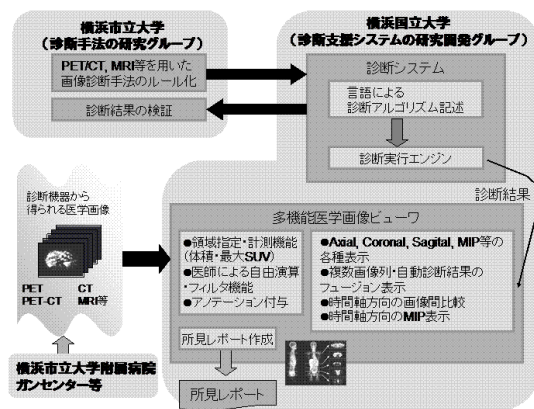 横浜市立大学
（診断手法の研究グループ）
PET/CT, MRI等を用いた
画像診断手法のルール化
診断結果の検証
横浜国立大学
（診断支援システムの研究開発グループ）
診断システム
言語による
診断アルゴリズム記述
診断実行エンジン
診断結果
診断機器から
得られる医学画像
PET CT
PET-CT MRI等
横浜市立大学附属病院
ガンセンター等
多機能医学画像ビューワ
●領域指定・計測機能
（体積・最大SUV）
●医師による自由演算・
フィルタ機能
●アノテーション付与
●Axial, Coronal, Sagital, MIP等の
各種表示
●複数画像列・自動診断結果の
フュージョン表示
●時間軸方向の画像間比較
●時間軸方向のMIP表示
所見レポート作成
所見レポート